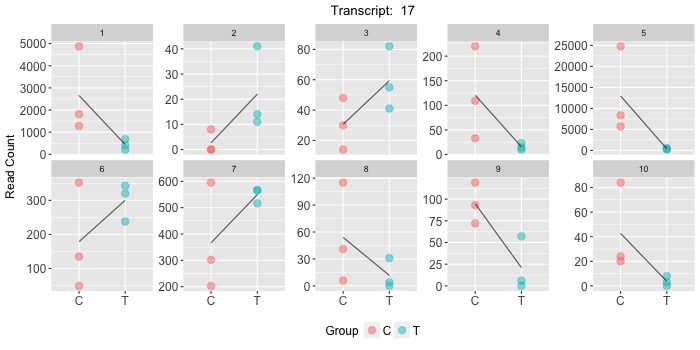 Transcript: 17
1 2 3 4 5
5000 4000 3000 2000 1000 0
40 30 20 10 0
80 60 40 20
200 150 100 50 0
25000 20000 15000 10000 5000 0
Read Count
6 7 8 9 10
300 200 100
600 500 400 300 200
120 90 60 30 0
100 75 50 25 0
80 60 40 20 0
C T C T C T C T C T
Group C T